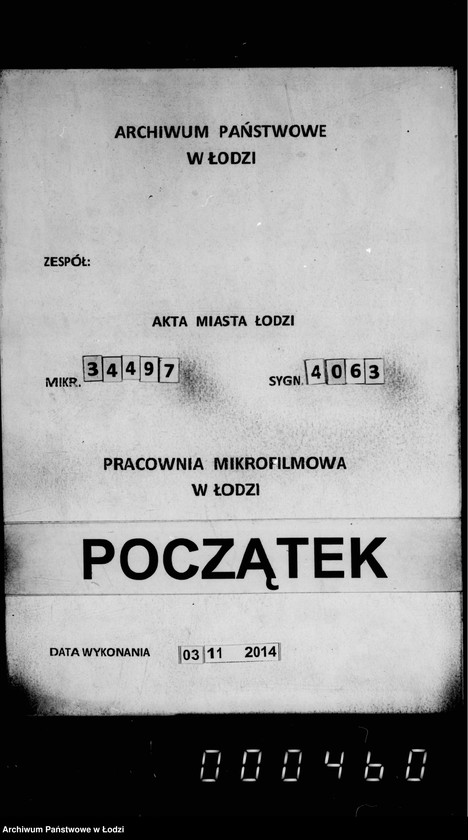 ARCHIWUM PAŃSTWOWE
W ŁODZI
ZESPÓŁ:
AKTA MIASTA ŁODZI
MIKR. 34497 SYGN. 4063
PRACOWNIA MIKROFILMOWA
W ŁODZI
POCZĄTEK
DATA WYKONANIA 03 11 2014
000460
Archiwum Państwowe w Łodzi